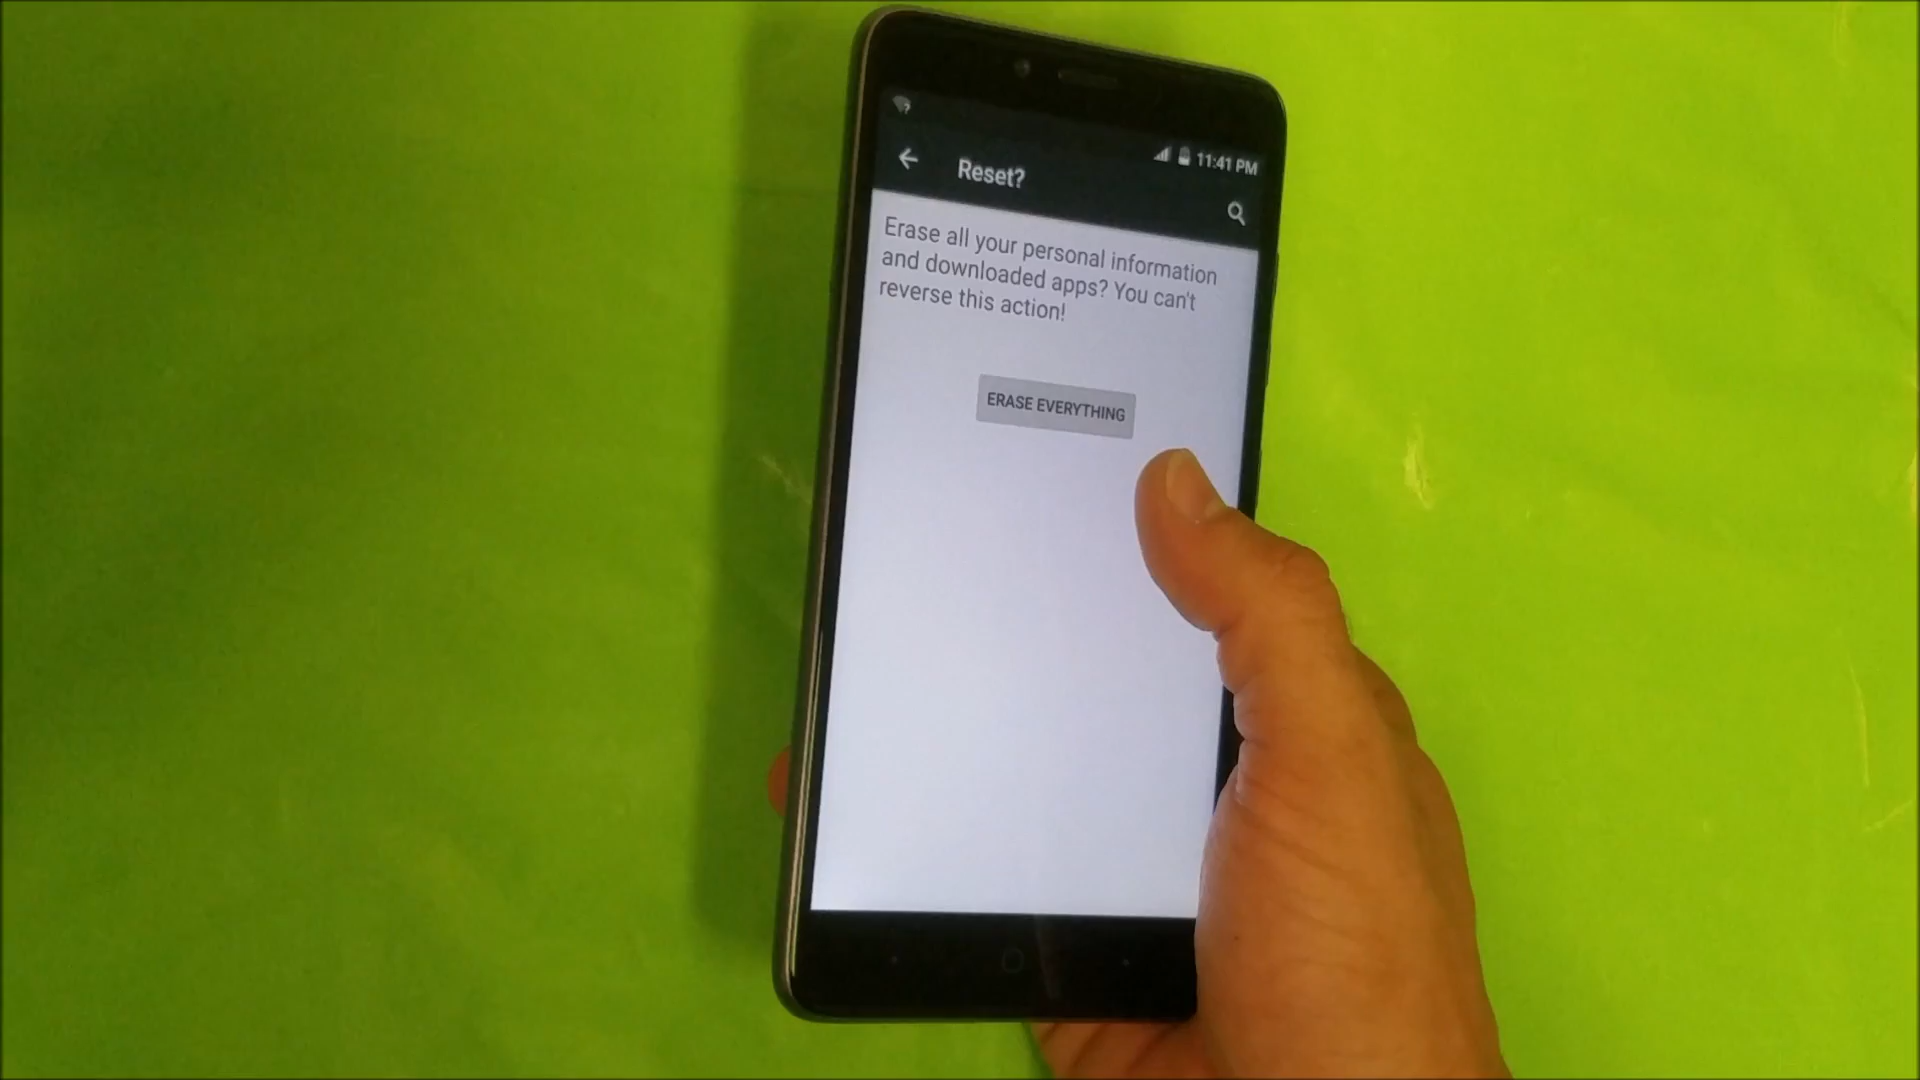 11:41 PM
Reset?
Erase all your personal information
and downloaded apps? You can't
reverse this action!
ERASE EVERYTHING